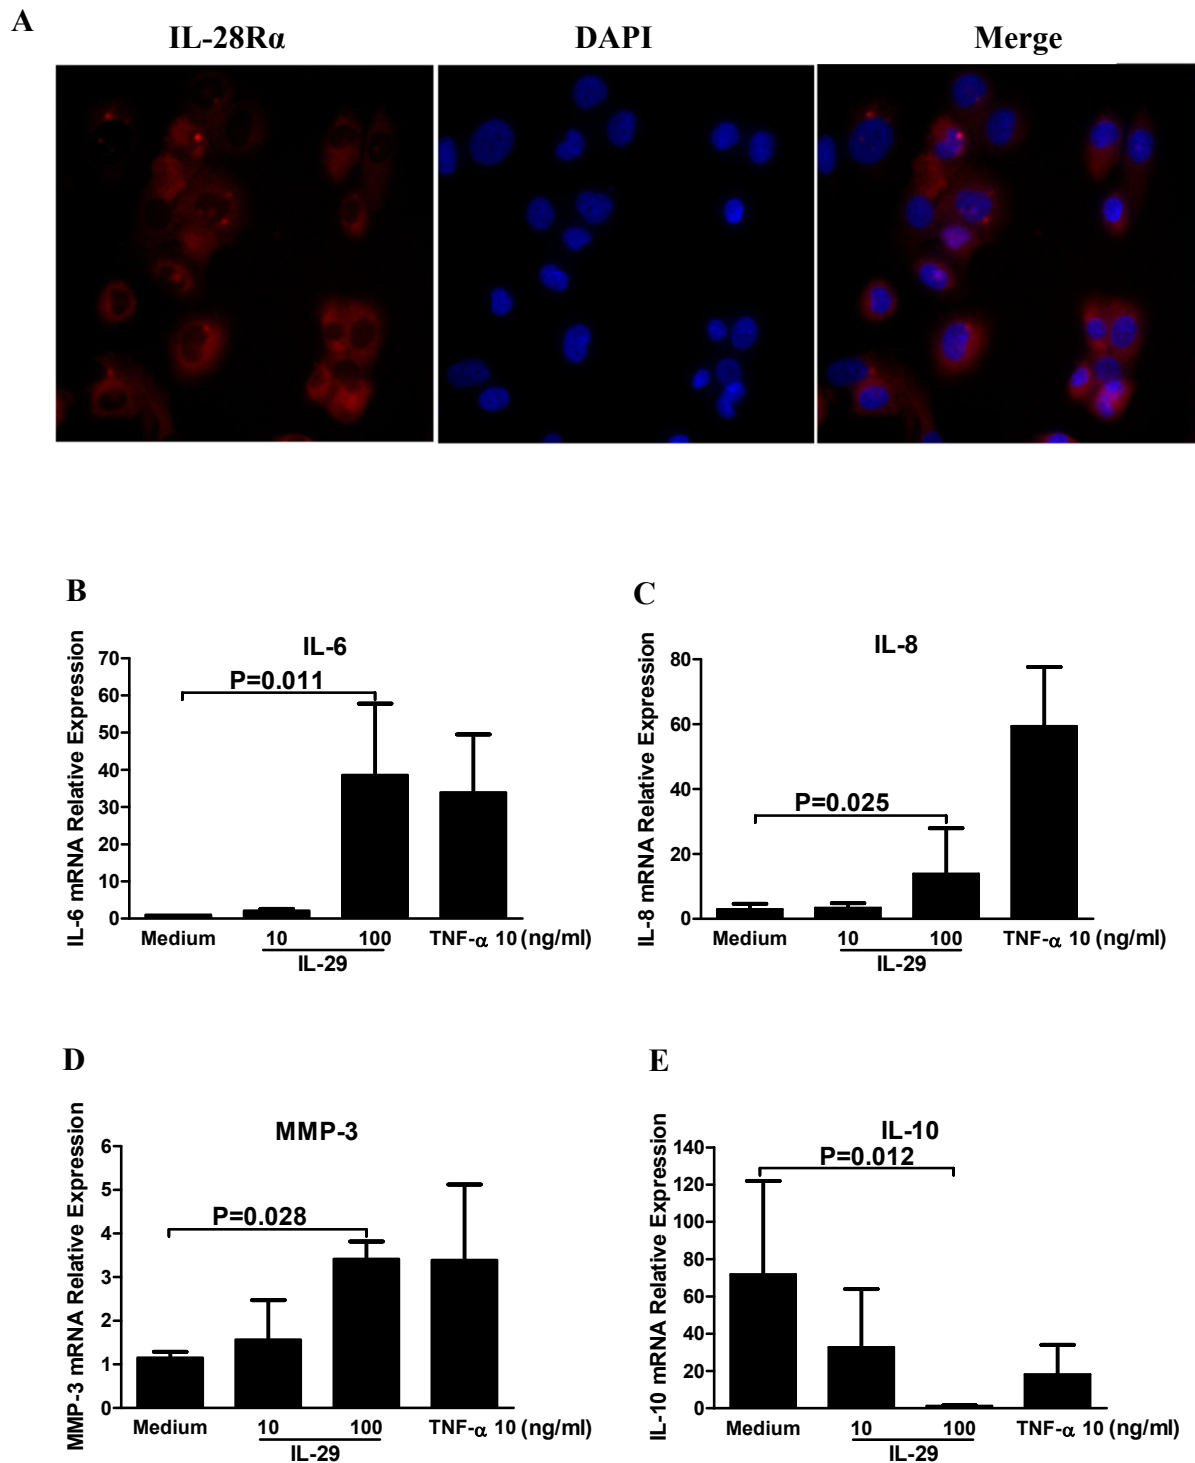 A
IL-28Rα DAPI Merge
B
IL-6
IL-6 mRNA Relative Expression
70
60
50
40
30
20
10
0
P=0.011
Medium 10 100 TNF-α 10 (ng/ml)
IL-29
C
IL-8
IL-8 mRNA Relative Expression
80
60
40
20
0
P=0.025
Medium 10 100 TNF-α 10 (ng/ml)
IL-29
D
MMP-3
MMP-3 mRNA Relative Expression
6
5
4
3
2
1
0
P=0.028
Medium 10 100 TNF-α 10 (ng/ml)
IL-29
E
IL-10
IL-10 mRNA Relative Expression
140
120
100
80
60
40
20
0
P=0.012
Medium 10 100 TNF-α 10 (ng/ml)
IL-29